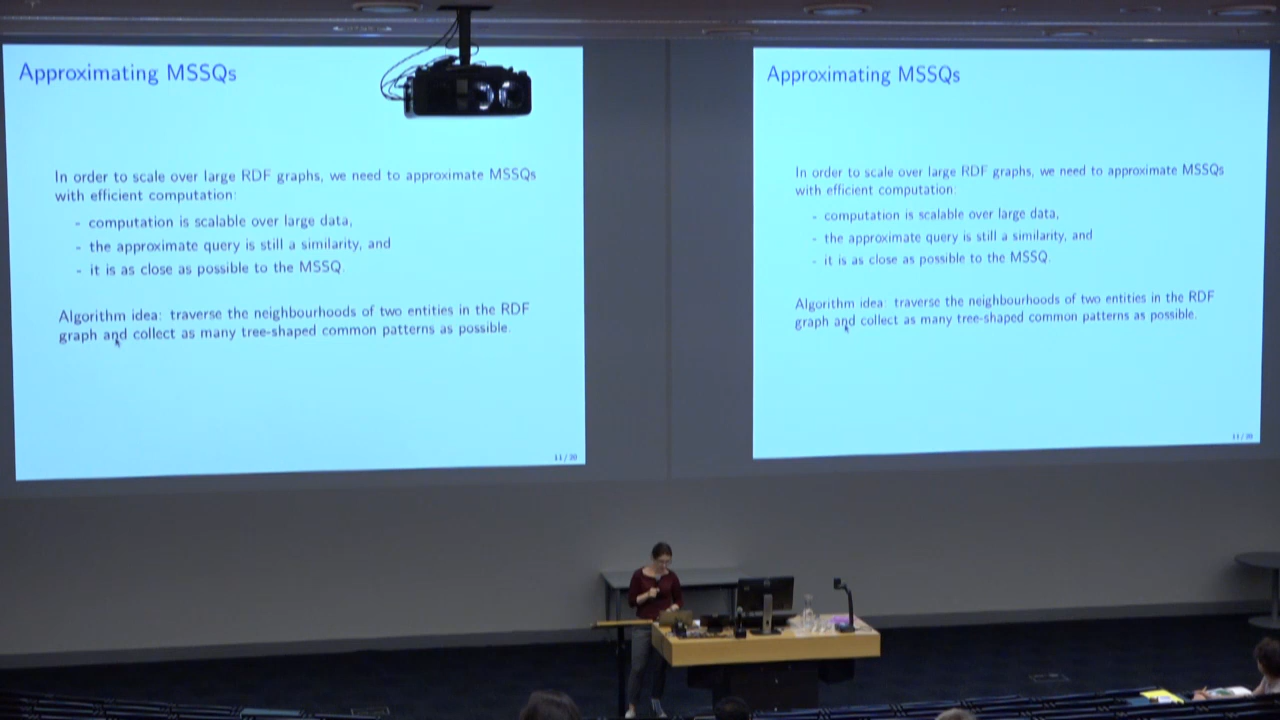 Approximating MSSQs
In order to scale over large RDF graphs, we need to approximate MSSQs
with efficient computation:
- computation is scalable over large data,
- the approximate query is still a similarity, and
- it is as close as possible to the MSSQ.
Algorithm idea: traverse the neighbourhoods of two entities in the RDF
graph and collect as many tree-shaped common patterns as possible.
11 / 20
Approximating MSSQs
In order to scale over large RDF graphs, we need to approximate MSSQs
with efficient computation:
- computation is scalable over large data,
- the approximate query is still a similarity, and
- it is as close as possible to the MSSQ.
Algorithm idea: traverse the neighbourhoods of two entities in the RDF
graph and collect as many tree-shaped common patterns as possible.
11 / 20